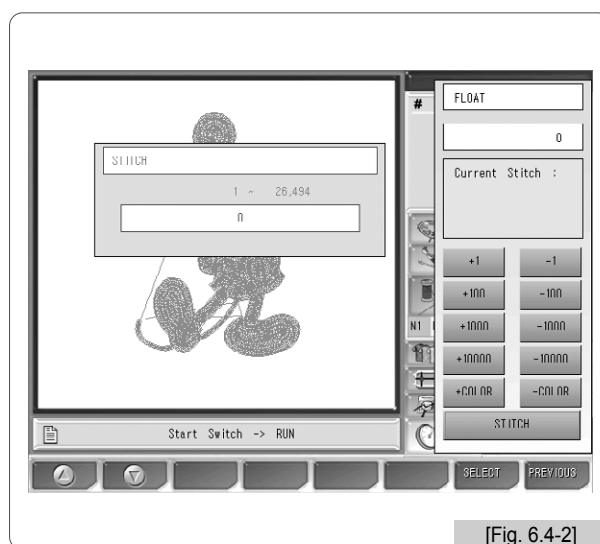 STITCH
1 ~ 26,494
0
#
N1
Start Switch -> RUN
FLOAT
0
Current Stitch :
+1 -1
+100 -100
+1000 -1000
+10000 -10000
+COLOR -COLOR
STITCH
SELECT PREVIOUS
[Fig. 6.4-2]